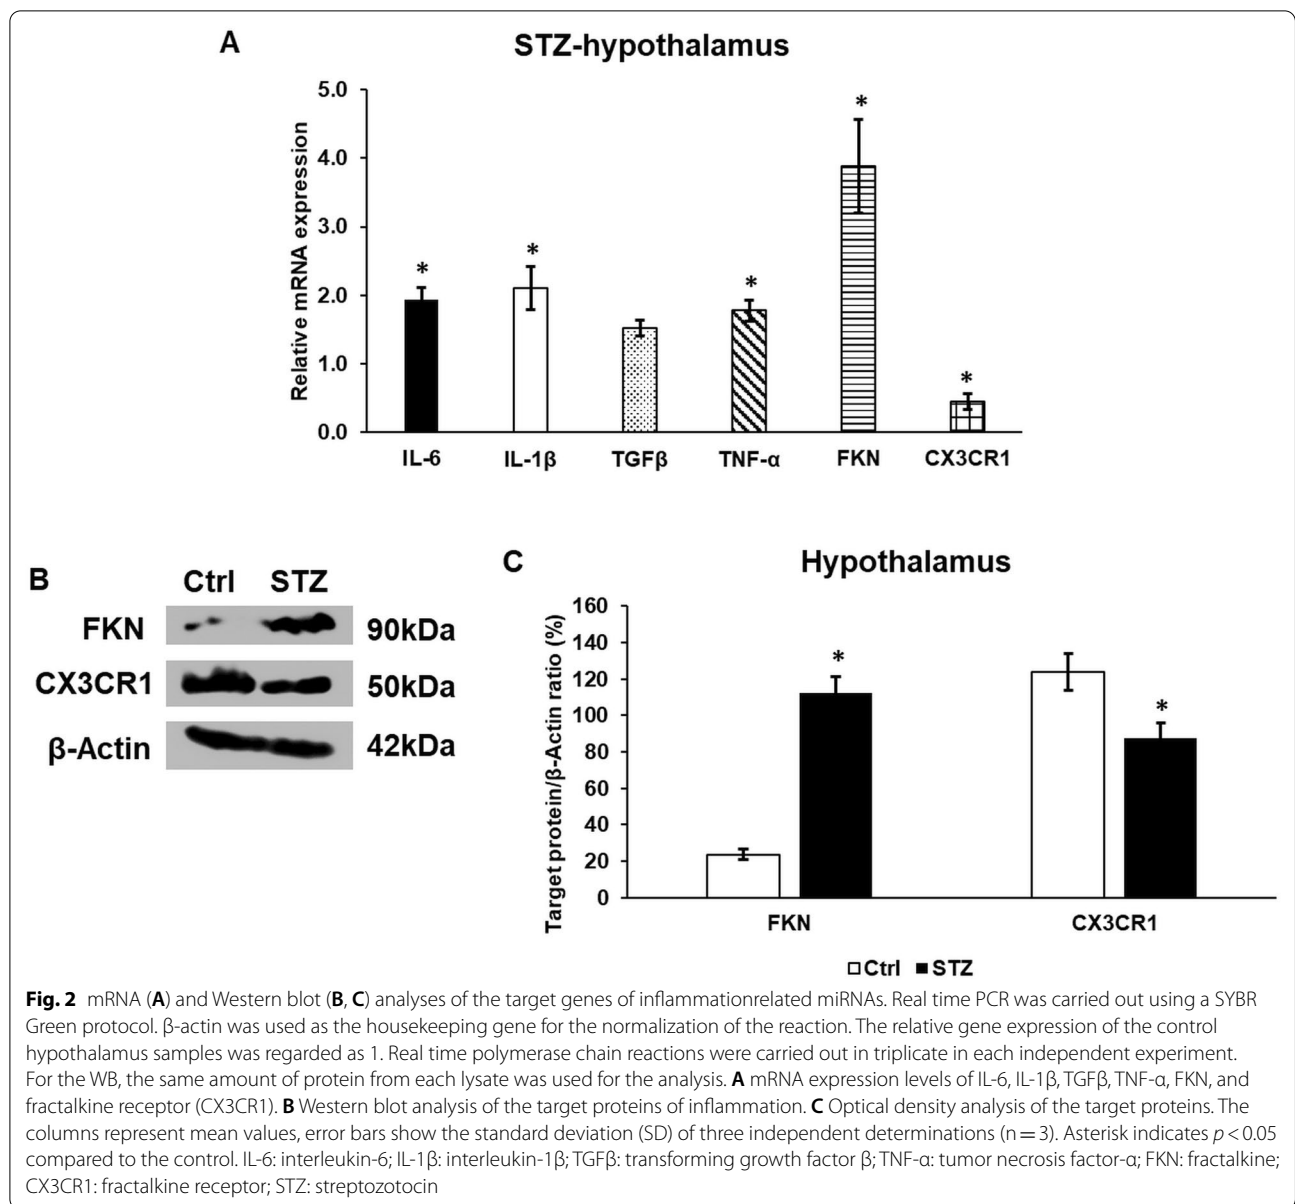 A
STZ-hypothalamus
Relative mRNA expression
5.0
4.0
3.0
2.0
1.0
0.0
*
*
*
*
*
IL-6 IL-1β TGFβ TNF-α FKN CX3CR1
B
Ctrl STZ
FKN 90kDa
CX3CR1 50kDa
β-Actin 42kDa
C
Hypothalamus
Target protein/β-Actin ratio (%)
160
140
120
100
80
60
40
20
0
*
*
FKN CX3CR1
Ctrl STZ
Fig. 2 mRNA (A) and Western blot (B, C) analyses of the target genes of inflammationrelated miRNAs. Real time PCR was carried out using a SYBR
Green protocol. β-actin was used as the housekeeping gene for the normalization of the reaction. The relative gene expression of the control
hypothalamus samples was regarded as 1. Real time polymerase chain reactions were carried out in triplicate in each independent experiment.
For the WB, the same amount of protein from each lysate was used for the analysis. A mRNA expression levels of IL-6, IL-1β, TGFβ, TNF-α, FKN, and
fractalkine receptor (CX3CR1). B Western blot analysis of the target proteins of inflammation. C Optical density analysis of the target proteins. The
columns represent mean values, error bars show the standard deviation (SD) of three independent determinations (n = 3). Asterisk indicates p < 0.05
compared to the control. IL-6: interleukin-6; IL-1β: interleukin-1β; TGFβ: transforming growth factor β; TNF-α: tumor necrosis factor-α; FKN: fractalkine;
CX3CR1: fractalkine receptor; STZ: streptozotocin